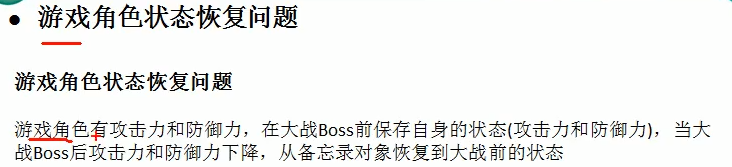 ● 游戏角色状态恢复问题
游戏角色状态恢复问题
游戏角色有攻击力和防御力，在大战Boss前保存自身的状态(攻击力和防御力)，当大
战Boss后攻击力和防御力下降，从备忘录对象恢复到大战前的状态